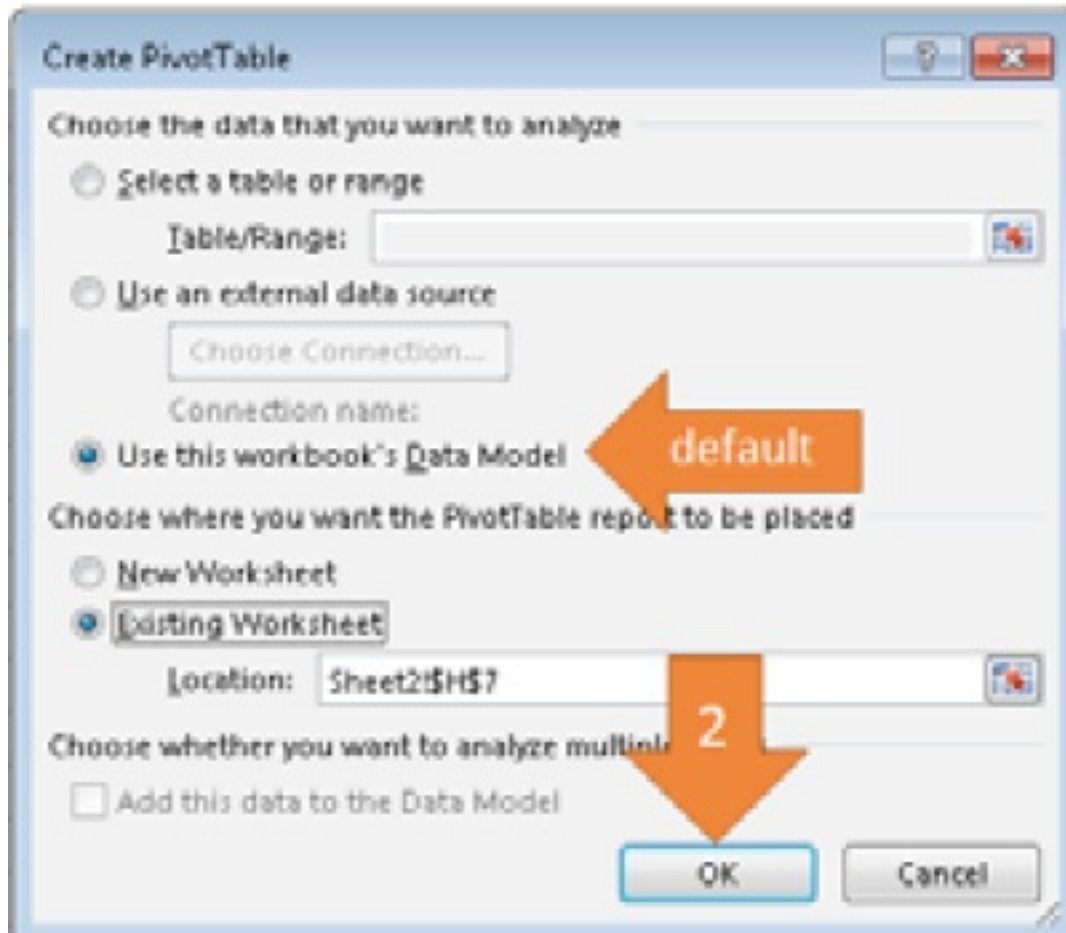 Create PivotTable
Choose the data that you want to analyze
Select a table or range
Table/Range:
Use an external data source
Choose Connection...
Connection name:
Use this workbook's Data Model
default
Choose where you want the PivotTable report to be placed
New Worksheet
Existing Worksheet
Location: Sheet2!$H$7
2
Choose whether you want to analyze multiple
Add this data to the Data Model
OK Cancel